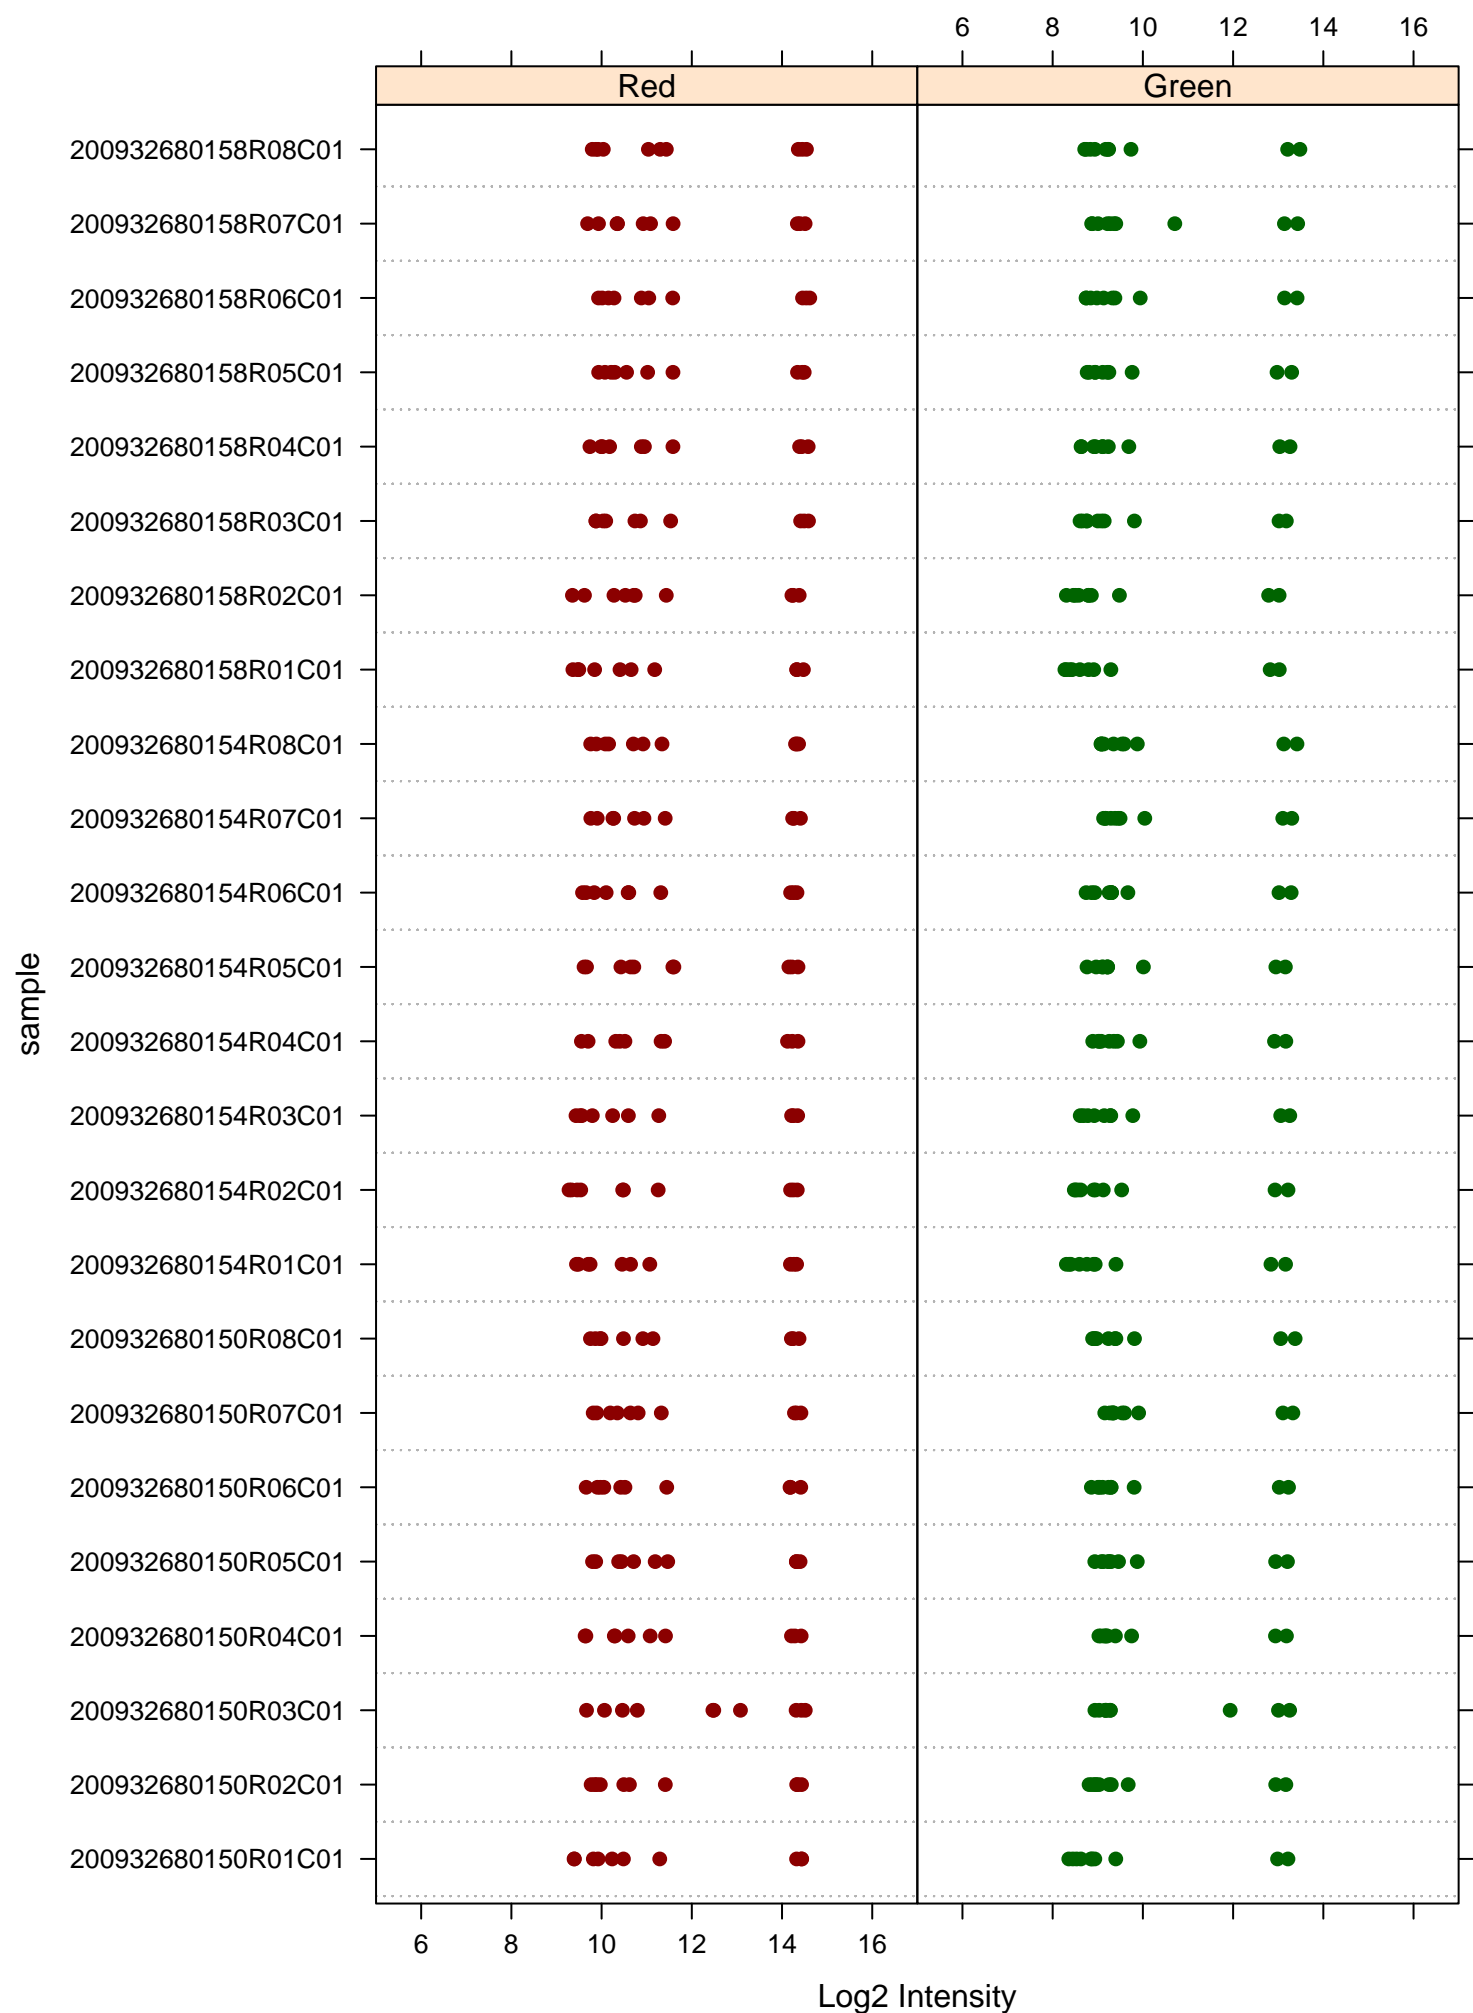 6 8 10 12 14 16
Red Green
200932680158R08C01
200932680158R07C01
200932680158R06C01
200932680158R05C01
200932680158R04C01
200932680158R03C01
200932680158R02C01
200932680158R01C01
200932680154R08C01
200932680154R07C01
200932680154R06C01
200932680154R05C01
200932680154R04C01
200932680154R03C01
200932680154R02C01
200932680154R01C01
200932680150R08C01
200932680150R07C01
200932680150R06C01
200932680150R05C01
200932680150R04C01
200932680150R03C01
200932680150R02C01
200932680150R01C01
sample
6 8 10 12 14 16
Log2 Intensity